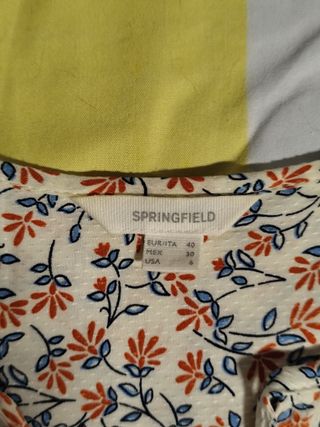 SPRINGFIELD
EUR/ITA 40
MEX 30
USA 6